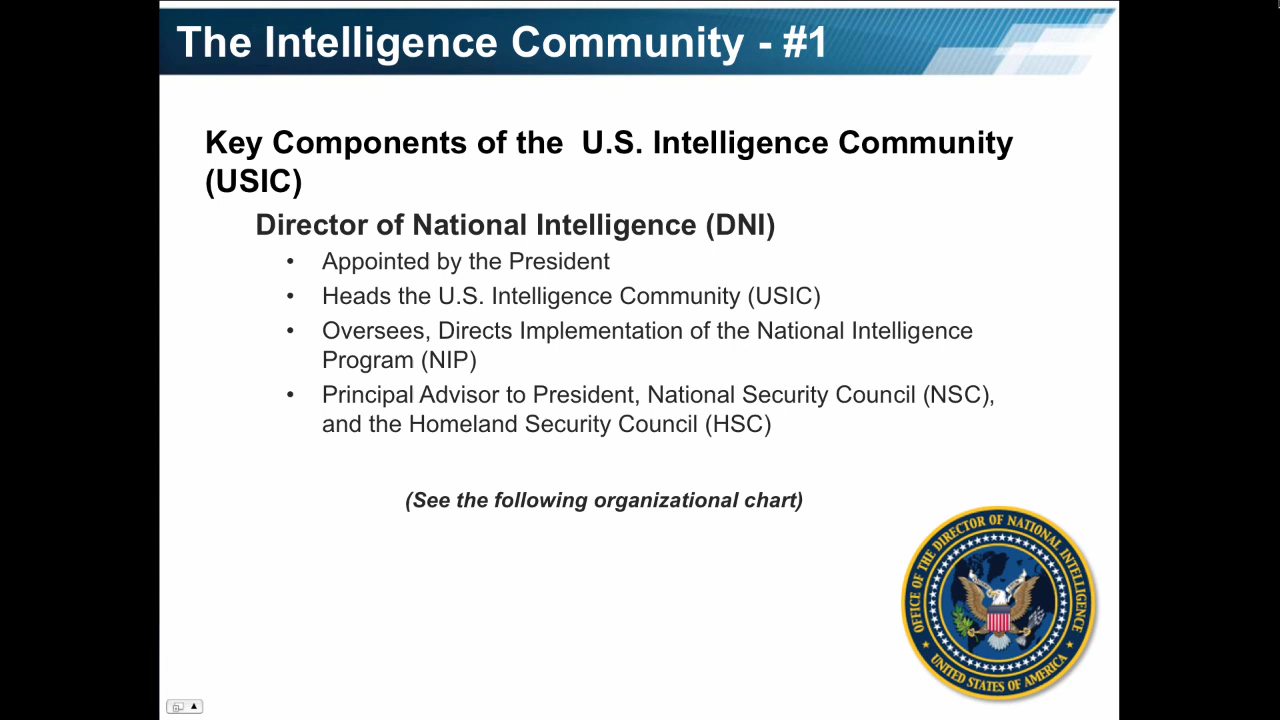 The Intelligence Community - #1
Key Components of the  U.S. Intelligence Community
(USIC)
Director of National Intelligence (DNI)
• Appointed by the President
• Heads the U.S. Intelligence Community (USIC)
• Oversees, Directs Implementation of the National Intelligence
Program (NIP)
• Principal Advisor to President, National Security Council (NSC),
and the Homeland Security Council (HSC)
(See the following organizational chart)
OFFICE OF THE DIRECTOR OF NATIONAL INTELLIGENCE
UNITED STATES OF AMERICA